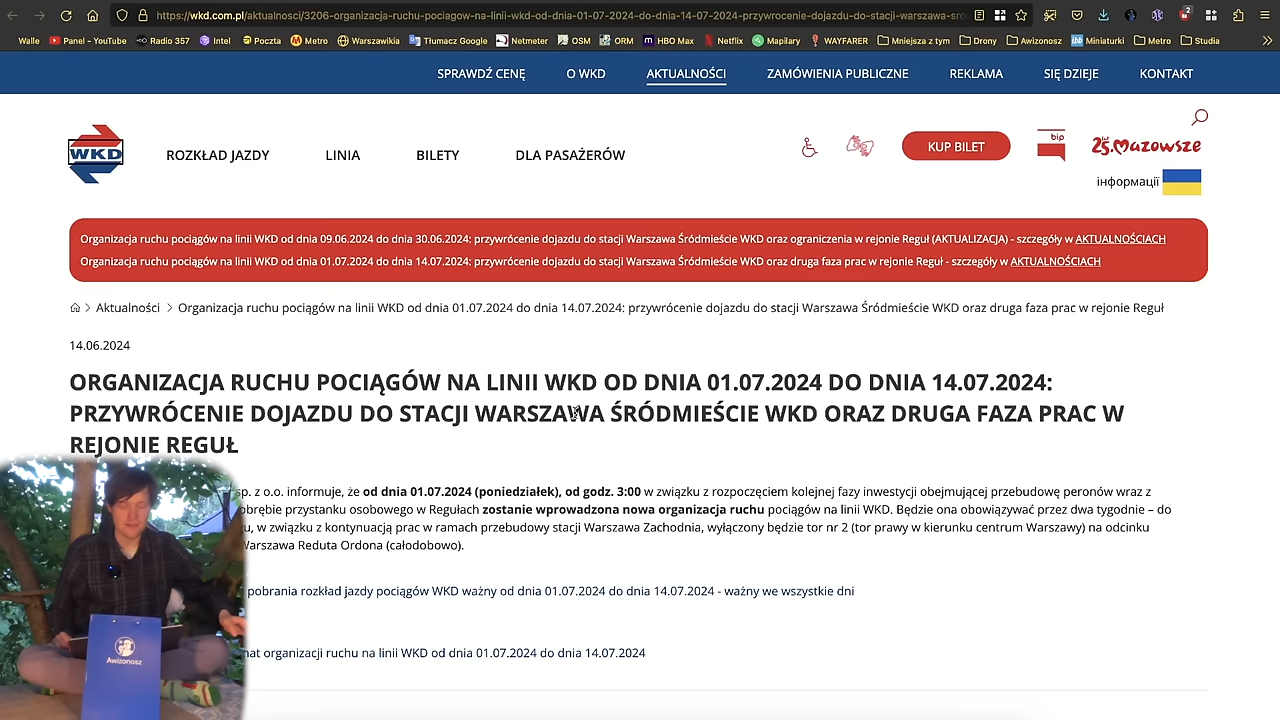 https://wkd.com.pl/aktualnosci/3206-organizacja-ruchu-pociagow-na-linii-wkd-od-dnia-01-07-2024-do-dnia-14-07-2024-przywrocenie-dojazdu-do-stacji-warszawa-sro
Walle Panel - YouTube Radio 357 Intel Poczta Metro Warszawikia Tłumacz Google Netmeter OSM ORM HBO Max Netflix Mapilary WAYFARER Mniejsza z tym Drony Awizonosz Miniaturki Metro Studia
SPRAWDŹ CENĘ O WKD AKTUALNOŚCI ZAMÓWIENIA PUBLICZNE REKLAMA SIĘ DZIEJE KONTAKT
WKD ROZKŁAD JAZDY LINIA BILETY DLA PASAŻERÓW KUP BILET bip 25 lat Mazowsze
інформації
Organizacja ruchu pociągów na linii WKD od dnia 09.06.2024 do dnia 30.06.2024: przywrócenie dojazdu do stacji Warszawa Śródmieście WKD oraz ograniczenia w rejonie Reguł (AKTUALIZACJA) - szczegóły w AKTUALNOŚCIACH
Organizacja ruchu pociągów na linii WKD od dnia 01.07.2024 do dnia 14.07.2024: przywrócenie dojazdu do stacji Warszawa Śródmieście WKD oraz druga faza prac w rejonie Reguł - szczegóły w AKTUALNOŚCIACH
Aktualności Organizacja ruchu pociągów na linii WKD od dnia 01.07.2024 do dnia 14.07.2024: przywrócenie dojazdu do stacji Warszawa Śródmieście WKD oraz druga faza prac w rejonie Reguł
14.06.2024
ORGANIZACJA RUCHU POCIĄGÓW NA LINII WKD OD DNIA 01.07.2024 DO DNIA 14.07.2024:
PRZYWRÓCENIE DOJAZDU DO STACJI WARSZAWA ŚRÓDMIEŚCIE WKD ORAZ DRUGA FAZA PRAC W
REJONIE REGUŁ
sp. z o.o. informuje, że od dnia 01.07.2024 (poniedziałek), od godz. 3:00 w związku z rozpoczęciem kolejnej fazy inwestycji obejmującej przebudowę peronów wraz z
obrębie przystanku osobowego w Regułach zostanie wprowadzona nowa organizacja ruchu pociągów na linii WKD. Będzie ona obowiązywać przez dwa tygodnie – do
w związku z kontynuacją prac w ramach przebudowy stacji Warszawa Zachodnia, wyłączony będzie tor nr 2 (tor prawy w kierunku centrum Warszawy) na odcinku
Warszawa Reduta Ordona (całodobowo).
pobrania rozkład jazdy pociągów WKD ważny od dnia 01.07.2024 do dnia 14.07.2024 - ważny we wszystkie dni
organizacji ruchu na linii WKD od dnia 01.07.2024 do dnia 14.07.2024
Awizonosz